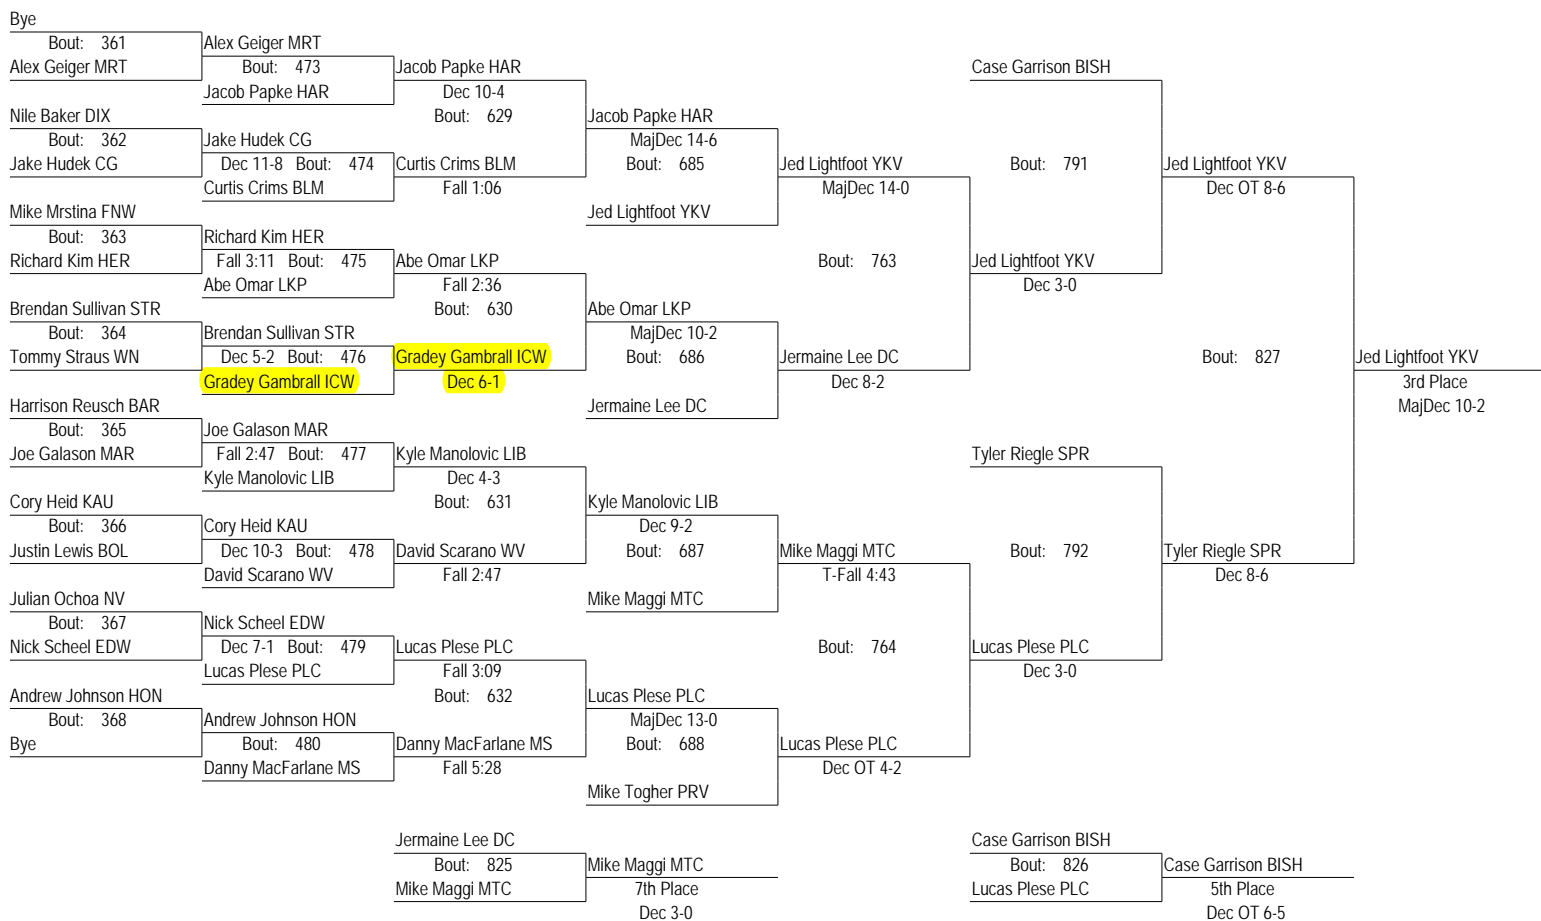 Bye
Bout: 361
Alex Geiger MRT
Alex Geiger MRT
Bout: 473
Jacob Papke HAR
Jacob Papke HAR
Dec 10-4
Bout: 629
Nile Baker DIX
Bout: 362
Jake Hudek CG
Jake Hudek CG
Dec 11-8 Bout: 474
Curtis Crims BLM
Curtis Crims BLM
Fall 1:06
Jacob Papke HAR
MajDec 14-6
Bout: 685
Jed Lightfoot YKV
Jed Lightfoot YKV
MajDec 14-0
Mike Mrstina FNW
Bout: 363
Richard Kim HER
Richard Kim HER
Fall 3:11 Bout: 475
Abe Omar LKP
Abe Omar LKP
Fall 2:36
Bout: 630
Brendan Sullivan STR
Bout: 364
Tommy Straus WN
Brendan Sullivan STR
Dec 5-2 Bout: 476
Gradey Gambrall ICW
Gradey Gambrall ICW
Dec 6-1
Abe Omar LKP
MajDec 10-2
Bout: 686
Jermaine Lee DC
Jermaine Lee DC
Dec 8-2
Bout: 763
Jed Lightfoot YKV
Dec 3-0
Case Garrison BISH
Bout: 791
Jed Lightfoot YKV
Dec OT 8-6
Harrison Reusch BAR
Bout: 365
Joe Galason MAR
Joe Galason MAR
Fall 2:47 Bout: 477
Kyle Manolovic LIB
Kyle Manolovic LIB
Dec 4-3
Bout: 631
Cory Heid KAU
Bout: 366
Justin Lewis BOL
Cory Heid KAU
Dec 10-3 Bout: 478
David Scarano WV
David Scarano WV
Fall 2:47
Kyle Manolovic LIB
Dec 9-2
Bout: 687
Mike Maggi MTC
Mike Maggi MTC
T-Fall 4:43
Julian Ochoa NV
Bout: 367
Nick Scheel EDW
Nick Scheel EDW
Dec 7-1 Bout: 479
Lucas Plese PLC
Lucas Plese PLC
Fall 3:09
Bout: 632
Andrew Johnson HON
Bout: 368
Bye
Andrew Johnson HON
Bout: 480
Danny MacFarlane MS
Danny MacFarlane MS
Fall 5:28
Lucas Plese PLC
MajDec 13-0
Bout: 688
Mike Togher PRV
Lucas Plese PLC
Dec OT 4-2
Bout: 764
Lucas Plese PLC
Dec 3-0
Tyler Riegle SPR
Bout: 792
Tyler Riegle SPR
Dec 8-6
Bout: 827
Jed Lightfoot YKV
3rd Place
MajDec 10-2
Jermaine Lee DC
Bout: 825
Mike Maggi MTC
Mike Maggi MTC
7th Place
Dec 3-0
Case Garrison BISH
Bout: 826
Lucas Plese PLC
Case Garrison BISH
5th Place
Dec OT 6-5